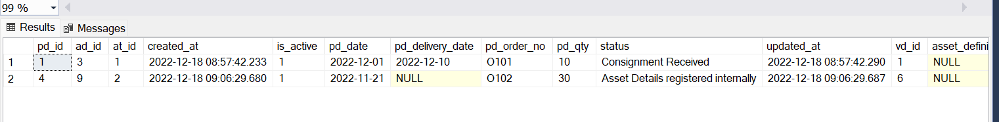 99 %
Results Messages
pd_id ad_id at_id created_at is_active pd_date pd_delivery_date pd_order_no pd_qty status updated_at vd_id asset_defini
1 1 3 1 2022-12-18 08:57:42.233 1 2022-12-01 2022-12-10 O101 10 Consignment Received 2022-12-18 08:57:42.290 1 NULL
2 4 9 2 2022-12-18 09:06:29.680 1 2022-11-21 NULL O102 30 Asset Details registered internally 2022-12-18 09:06:29.687 6 NULL